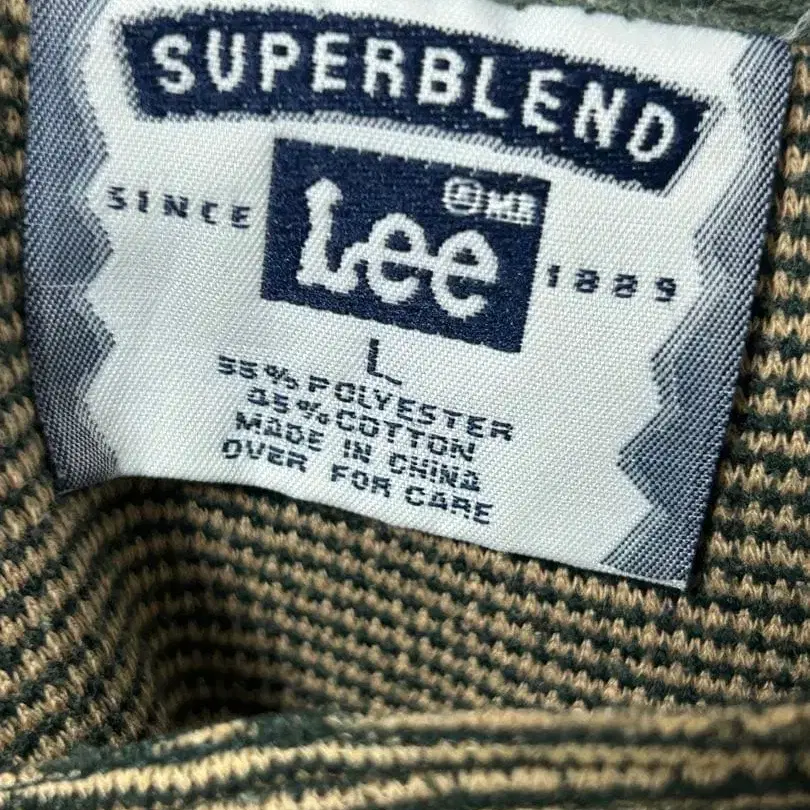 SUPERBLEND
SINCE Lee ® MR 1889
L
55% POLYESTER
45% COTTON
MADE IN CHINA
OVER FOR CARE